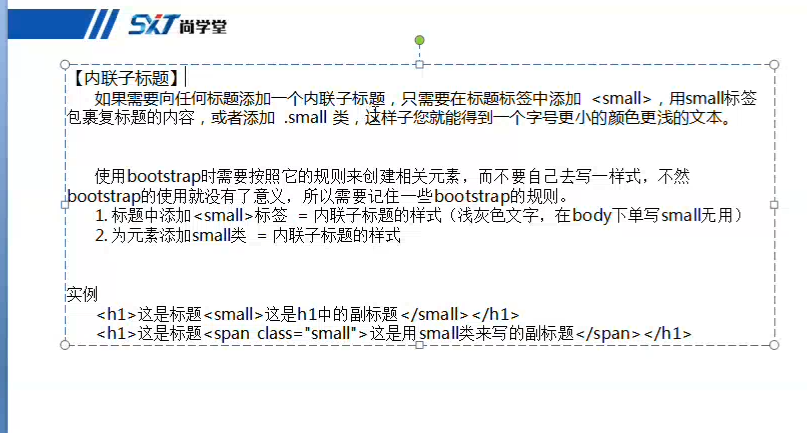 SXT尚学堂
【内联子标题】
如果需要向任何标题添加一个内联子标题，只需要在标题标签中添加 <small>，用small标签
包裹复标题的内容，或者添加 .small 类，这样子您就能得到一个字号更小的颜色更浅的文本。
使用bootstrap时需要按照它的规则来创建相关元素，而不要自己去写一样式，不然
bootstrap的使用就没有了意义，所以需要记住一些bootstrap的规则。
1. 标题中添加<small>标签 = 内联子标题的样式（浅灰色文字，在body下单写small无用）
2. 为元素添加small类 = 内联子标题的样式
实例
<h1>这是标题<small>这是h1中的副标题</small></h1>
<h1>这是标题<span class="small">这是用small类来写的副标题</span></h1>